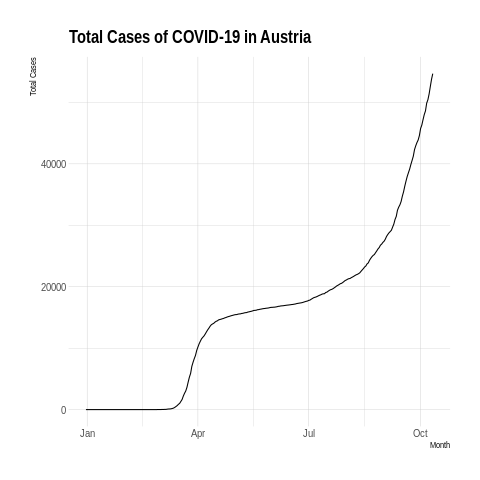 Total Cases of COVID-19 in Austria
Total Cases
40000
20000
0
Jan Apr Jul Oct
Month